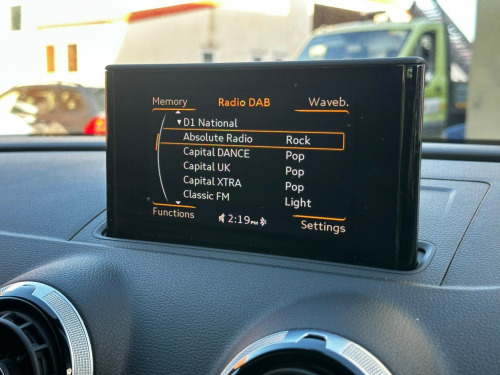 Memory Radio DAB Waveb.
D1 National
Absolute Radio Rock
Capital DANCE Pop
Capital UK Pop
Capital XTRA Pop
Classic FM Light
Functions 2:19PM Settings